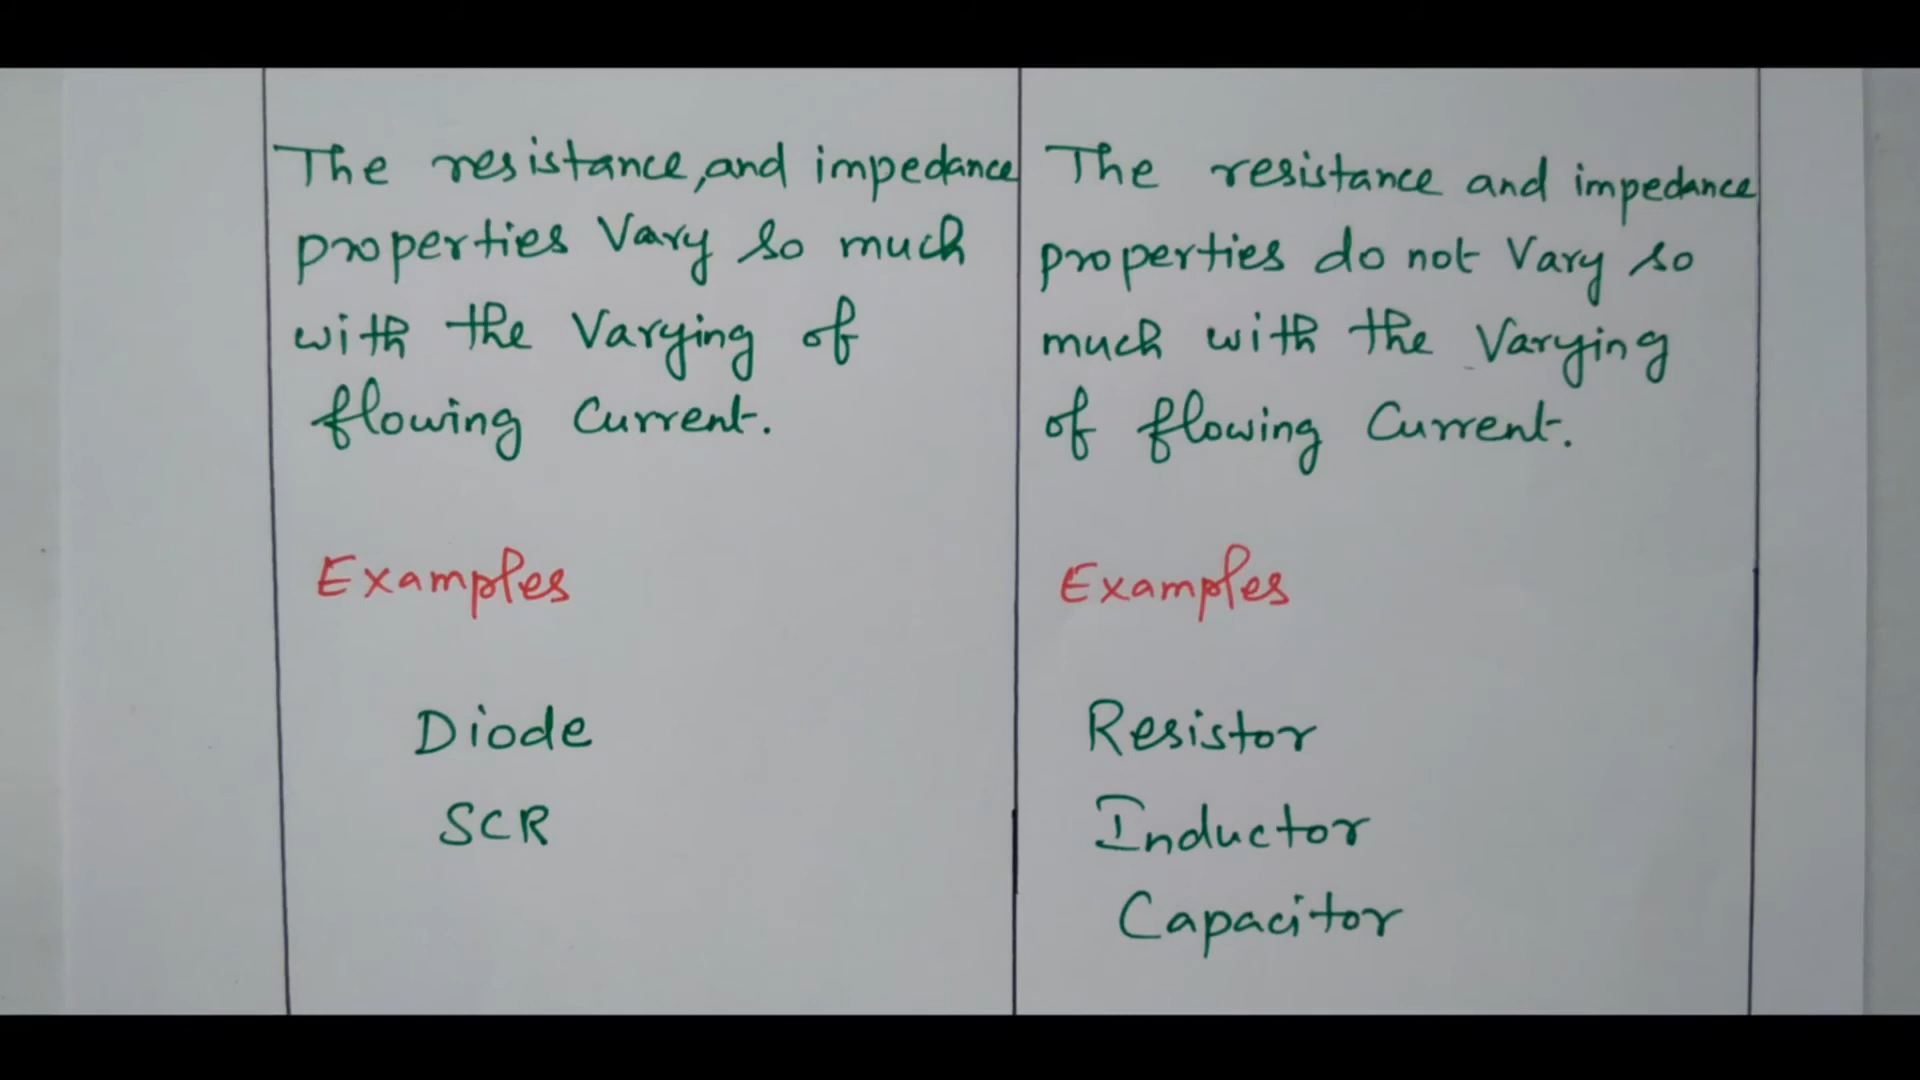 The resistance, and impedance
properties Vary so much
with the Varying of
flowing Current.
Examples
Diode
SCR
The resistance and impedance
properties do not Vary so
much with the Varying
of flowing Current.
Examples
Resistor
Inductor
Capacitor